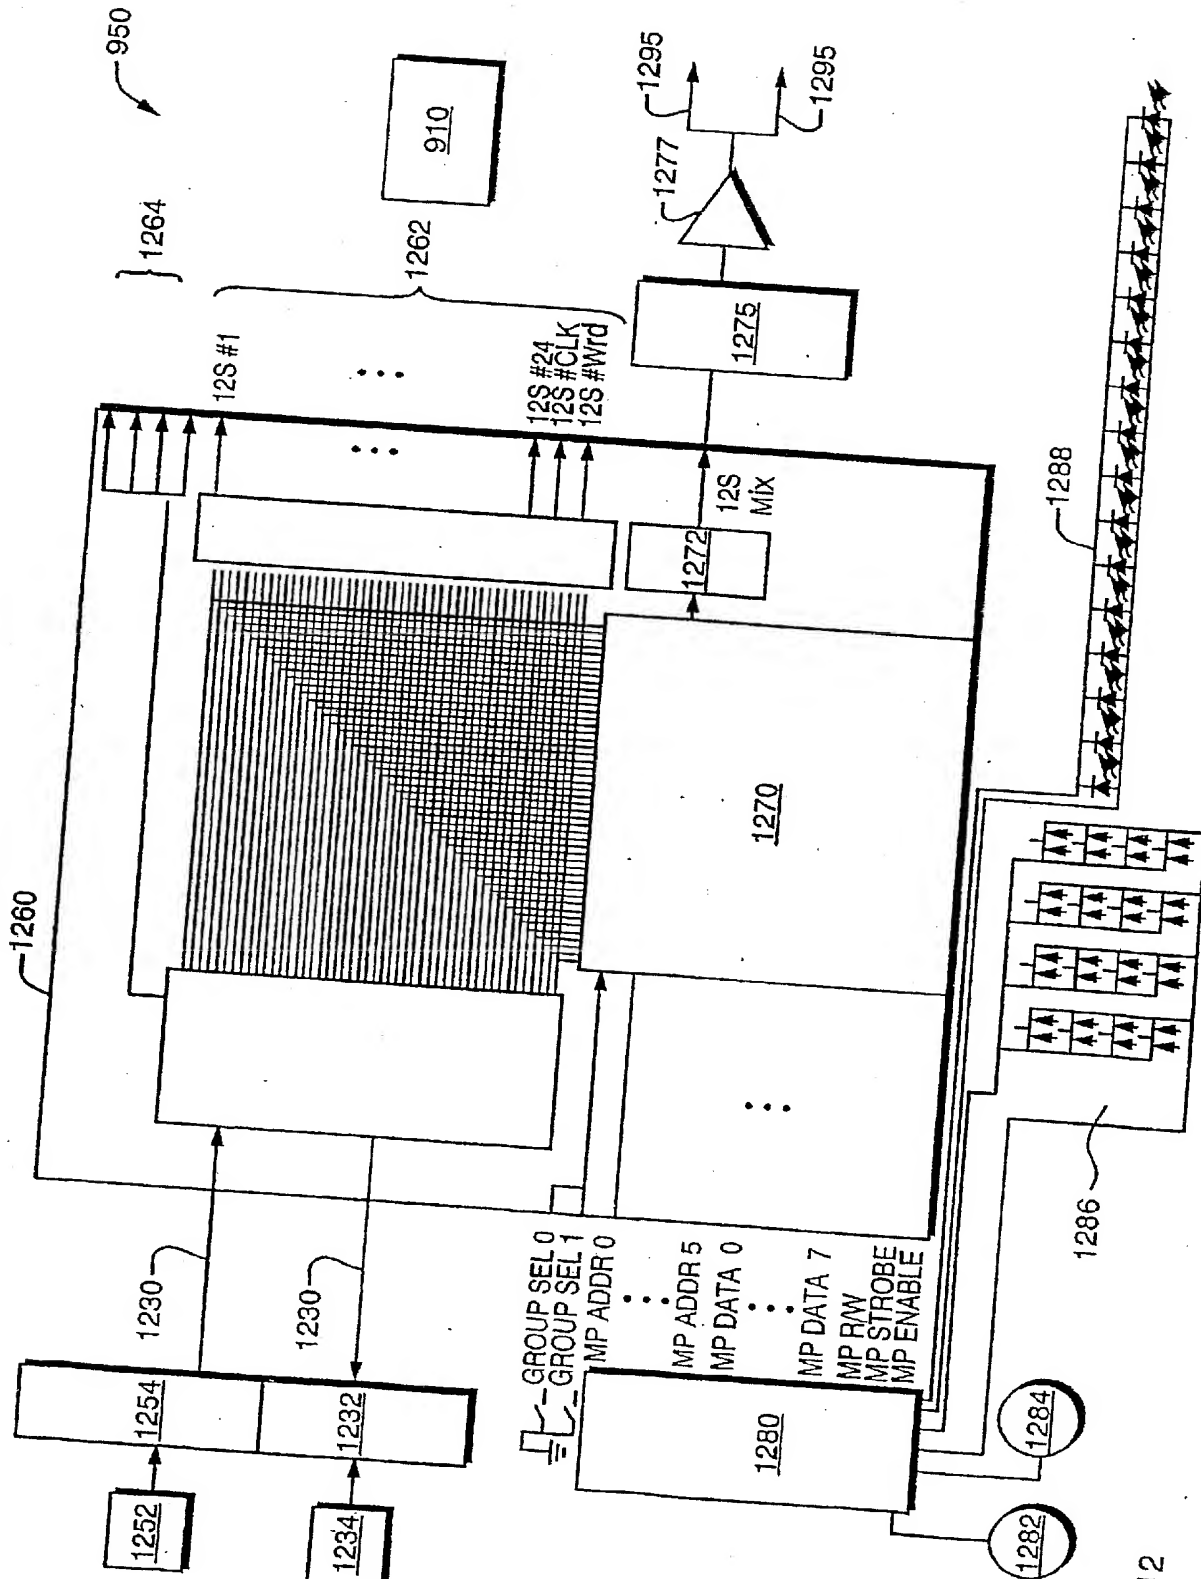 950
910
1264
1262
1295
1295
1277
1275
12S #1
12S #24
12S #CLK
12S #Wrd
12S
Mix
1272
1260
1270
1288
1286
1230
1230
1254
1232
1252
1234
GROUP SEL 0
GROUP SEL 1
MP ADDR 0
MP ADDR 5
MP DATA 0
MP DATA 7
MP R/W
MP STROBE
MP ENABLE
1280
1282
1284